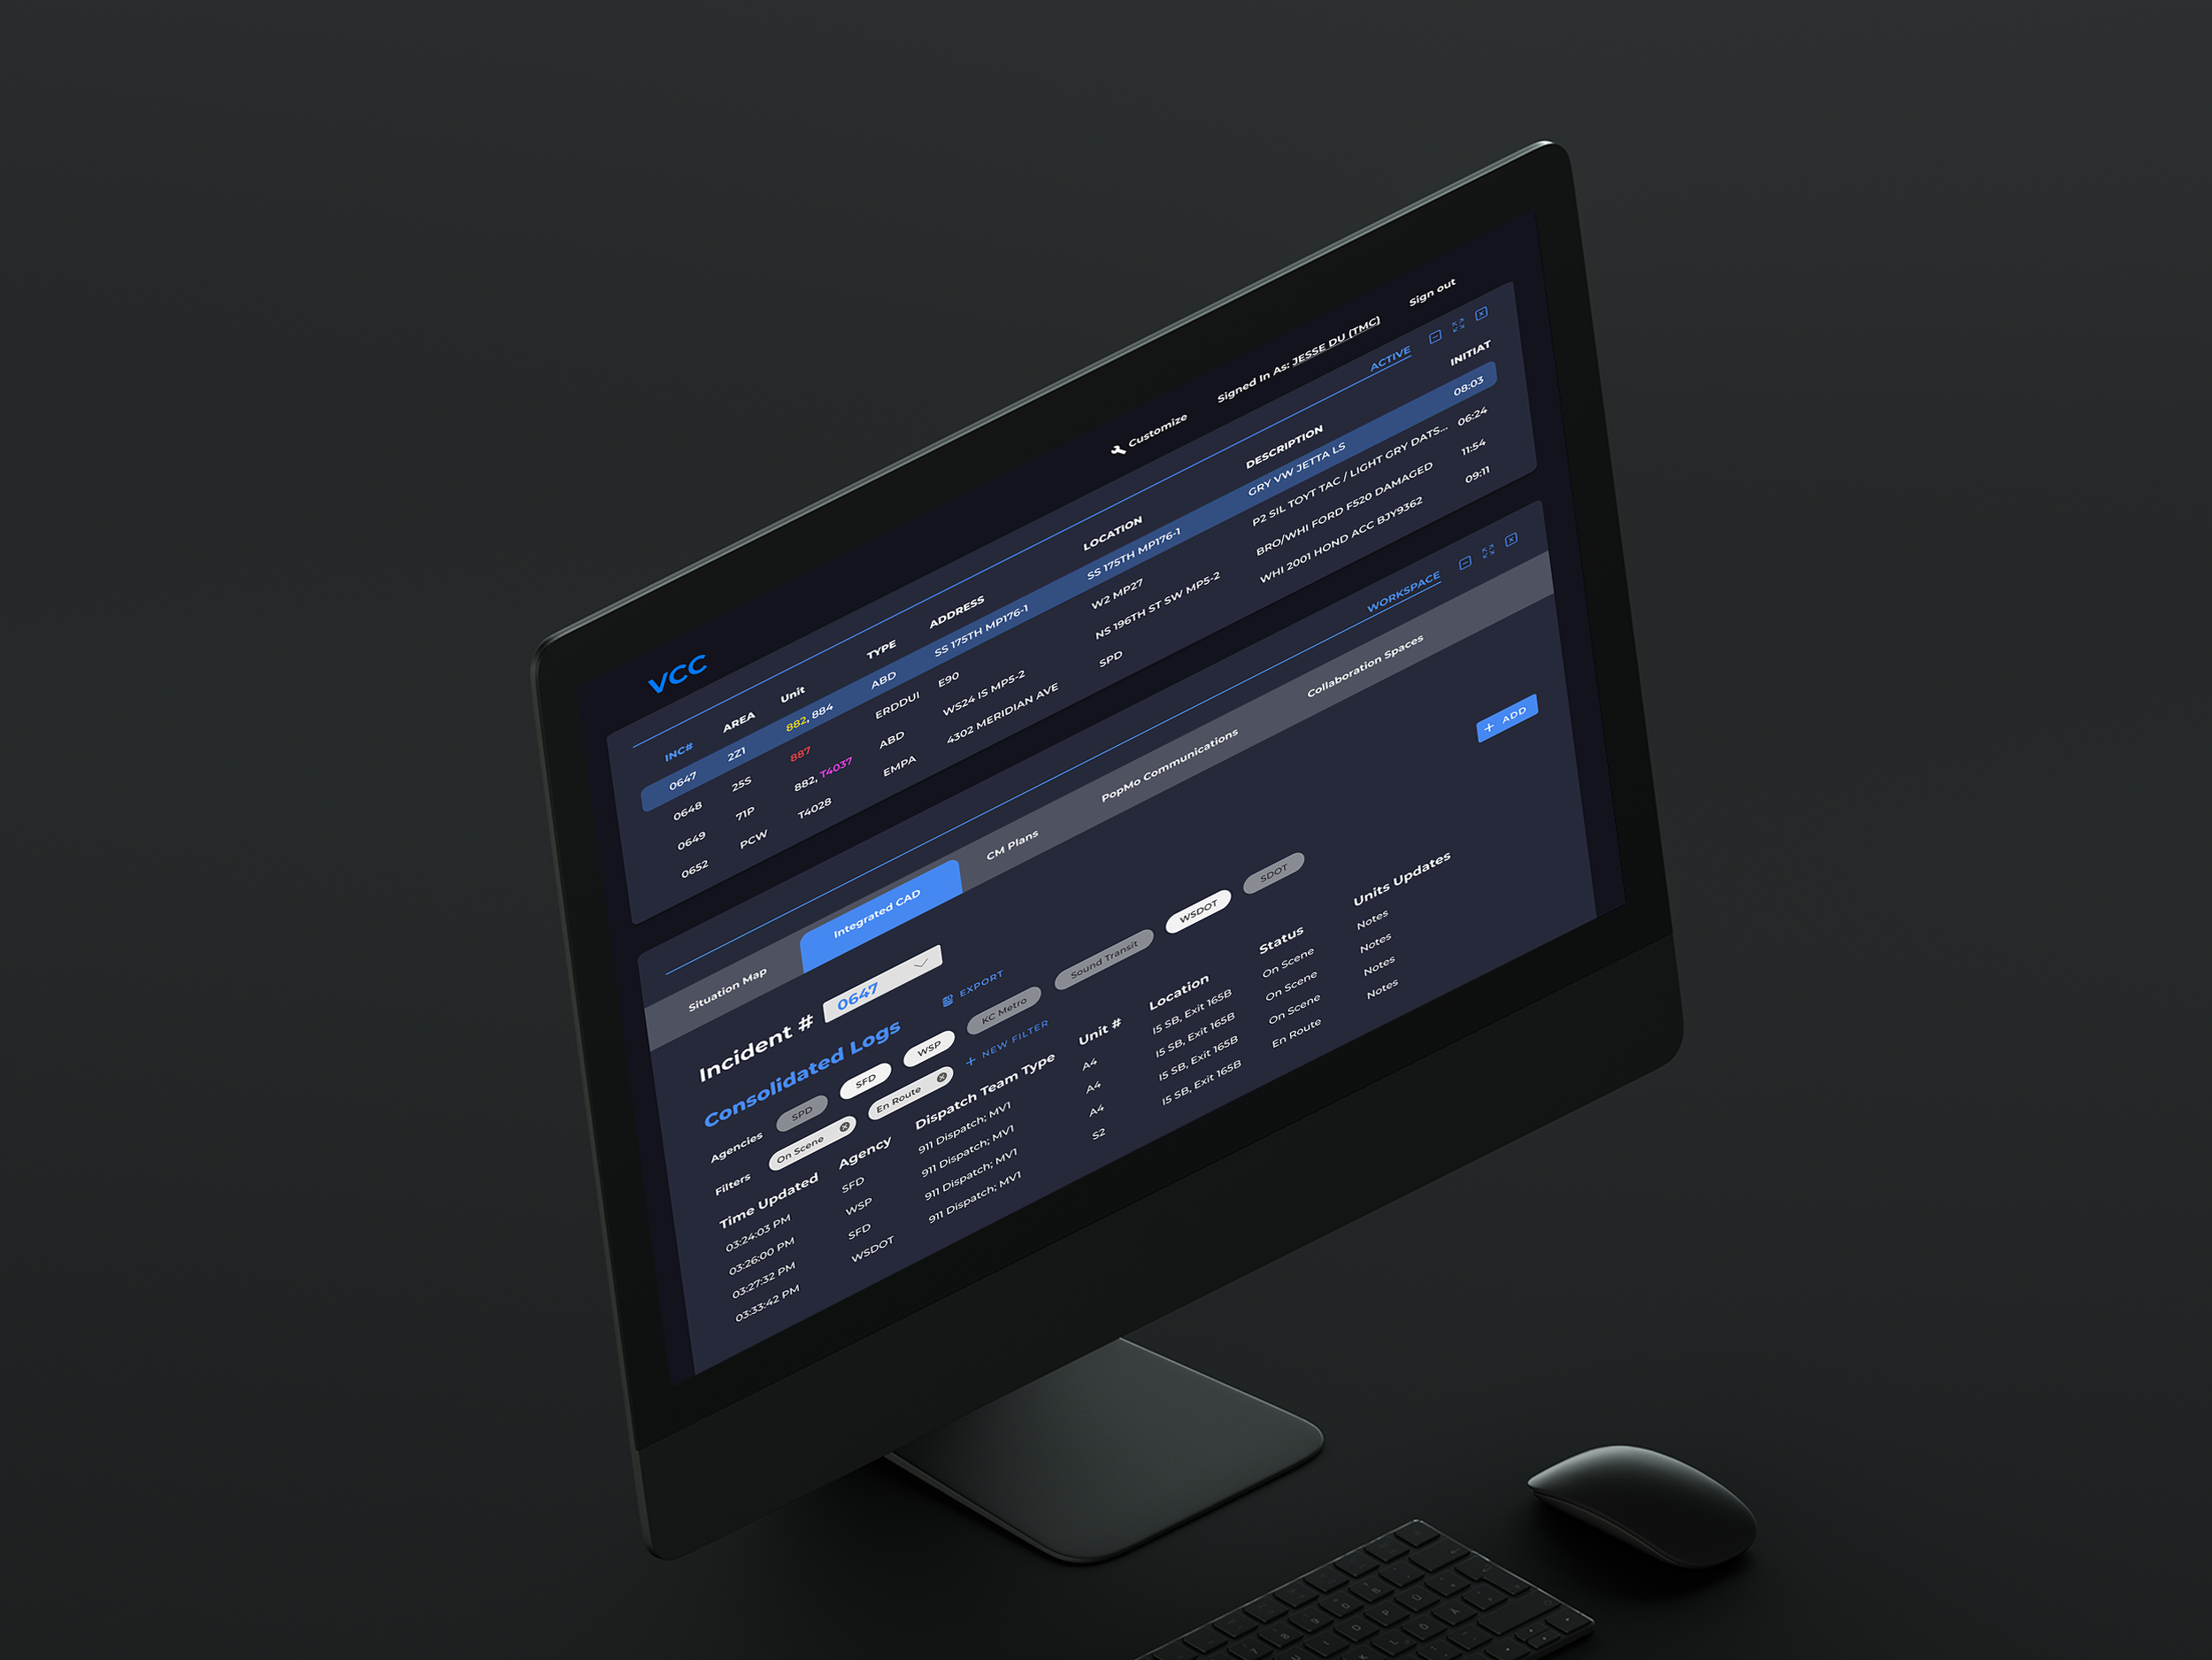 VCC
Customize
Signed In As: JESSE DU (TMC)
Sign out
ACTIVE
INC# AREA Unit TYPE ADDRESS LOCATION DESCRIPTION INITIAT
0647 2Z1 882, 884 ABD SS 175TH MP176-1 SS 175TH MP176-1 GRY VW JETTA LS 08:03
0648 25S 887 ERDDUI E90 W2 MP27 P2 SIL TOYT TAC / LIGHT GRY DATS... 06:24
0649 71P 882, T4037 ABD WS24 IS MP5-2 NS 196TH ST SW MP5-2 BRO/WHI FORD F520 DAMAGED 11:54
0652 PCW T4028 EMPA 4302 MERIDIAN AVE SPD WHI 2001 HOND ACC BJY9362 09:11
WORKSPACE
Situation Map Integrated CAD CM Plans PopMo Communications Collaboration Spaces
+ ADD
Incident # 0647
Consolidated Logs EXPORT
Agencies SPD SFD WSP KC Metro Sound Transit WSDOT SDOT
Filters On Scene En Route + NEW FILTER
Time Updated Agency Dispatch Team Type Unit # Location Status Units Updates
03:24:03 PM SFD 911 Dispatch; MV1 A4 I5 SB, Exit 165B On Scene Notes
03:26:00 PM WSP 911 Dispatch; MV1 A4 I5 SB, Exit 165B On Scene Notes
03:27:32 PM SFD 911 Dispatch; MV1 A4 I5 SB, Exit 165B On Scene Notes
03:33:42 PM WSDOT 911 Dispatch; MV1 S2 I5 SB, Exit 165B En Route Notes